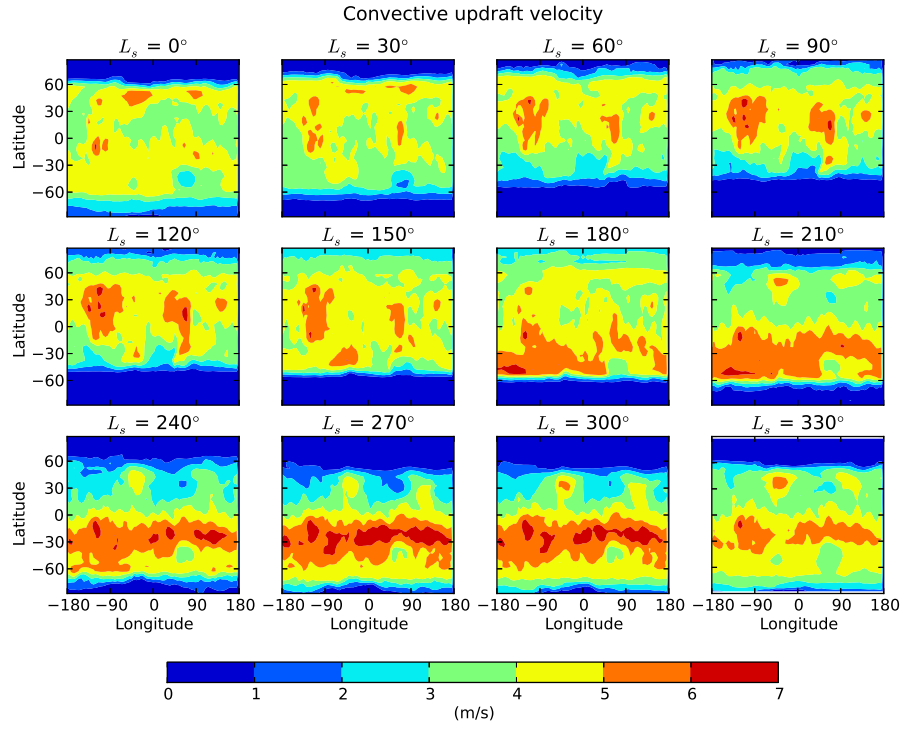 Convective updraft velocity
Lₛ = 0° Lₛ = 30° Lₛ = 60° Lₛ = 90°
60
30
0
−30
−60
Latitude
Lₛ = 120° Lₛ = 150° Lₛ = 180° Lₛ = 210°
60
30
0
−30
−60
Latitude
Lₛ = 240° Lₛ = 270° Lₛ = 300° Lₛ = 330°
60
30
0
−30
−60
Latitude
−180 −90 0 90 180 −180 −90 0 90 180 −180 −90 0 90 180 −180 −90 0 90 180
Longitude Longitude Longitude Longitude
0 1 2 3 4 5 6 7
(m/s)